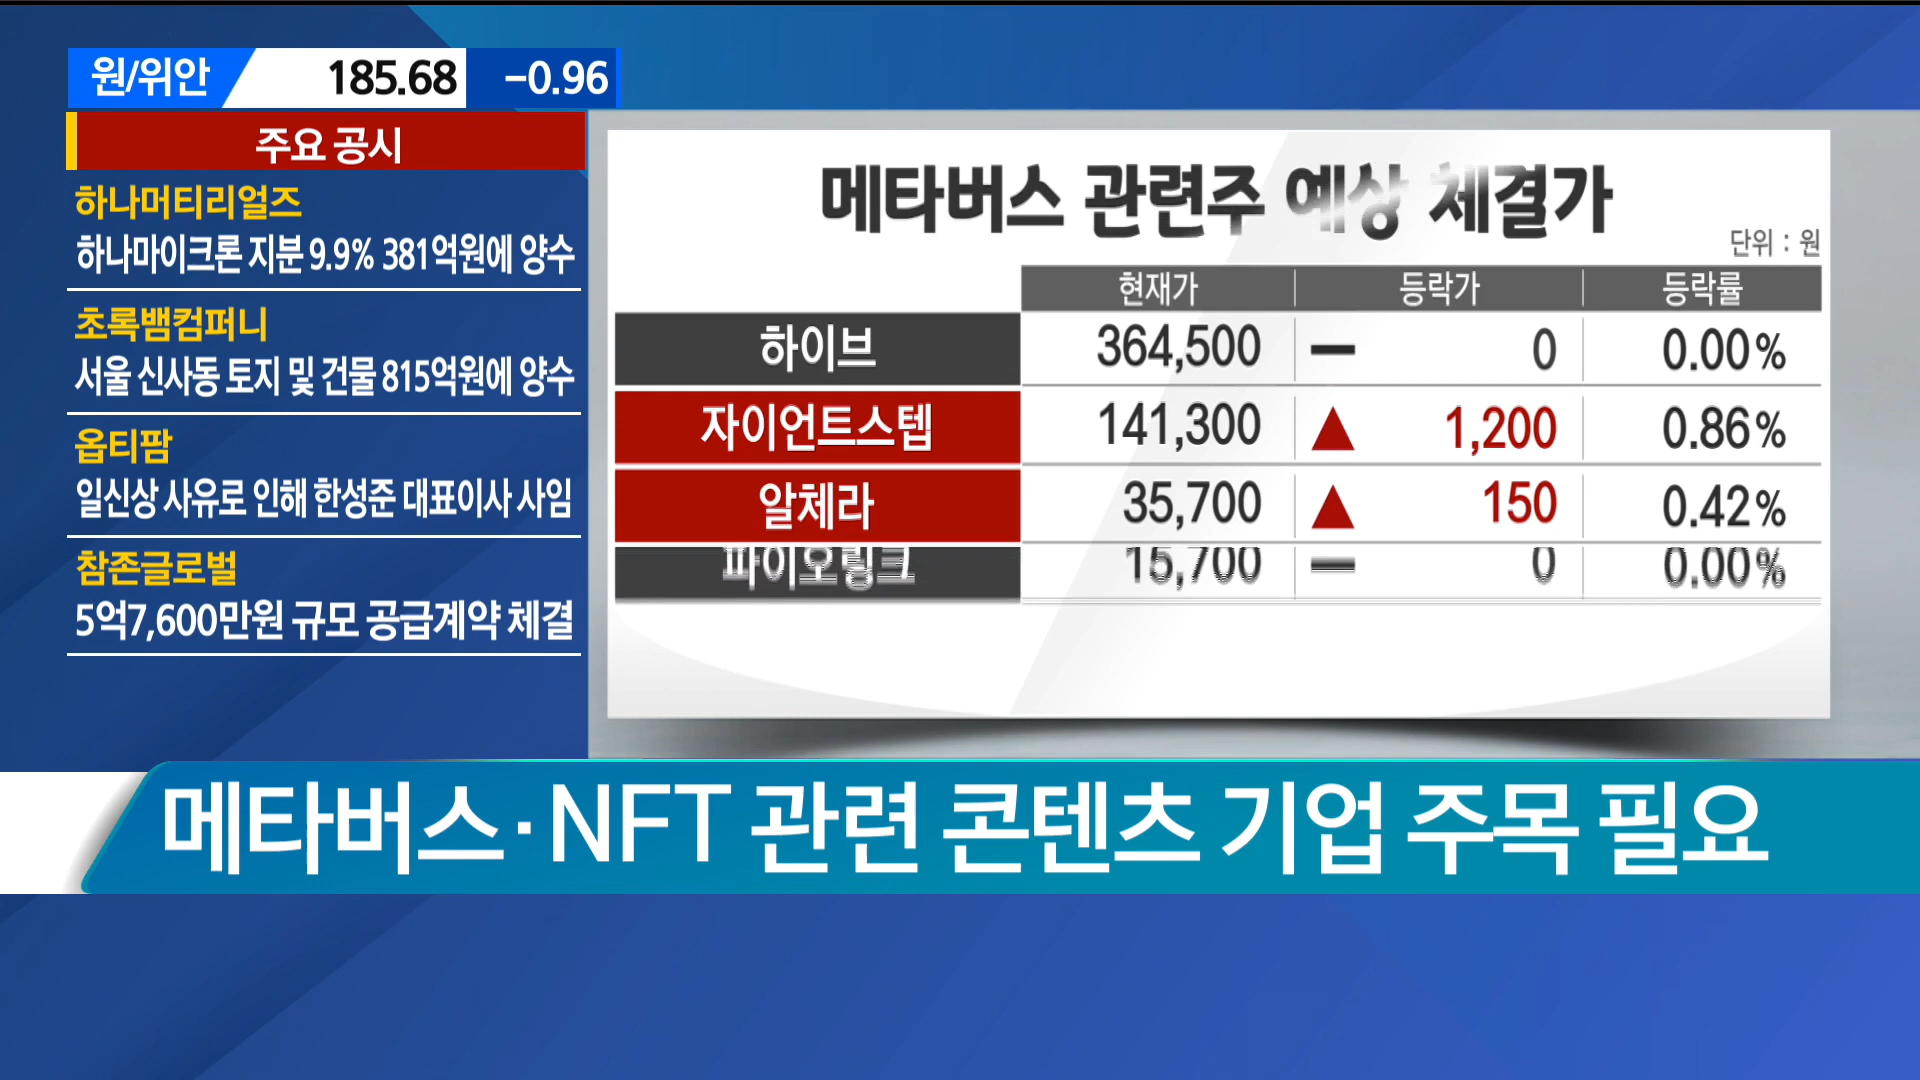 원/위안 185.68 -0.96
주요 공시
하나머티리얼즈
하나마이크론 지분 9.9% 381억원에 양수
초록뱀컴퍼니
서울 신사동 토지 및 건물 815억원에 양수
옵티팜
일신상 사유로 인해 한성준 대표이사 사임
참존글로벌
5억7,600만원 규모 공급계약 체결
메타버스 관련주 예상 체결가
단위 : 원
현재가 등락가 등락률
하이브 364,500 ━ 0 0.00%
자이언트스텝 141,300 ▲ 1,200 0.86%
알체라 35,700 ▲ 150 0.42%
파이오링크 15,700 ━ 0 0.00%
메타버스·NFT 관련 콘텐츠 기업 주목 필요